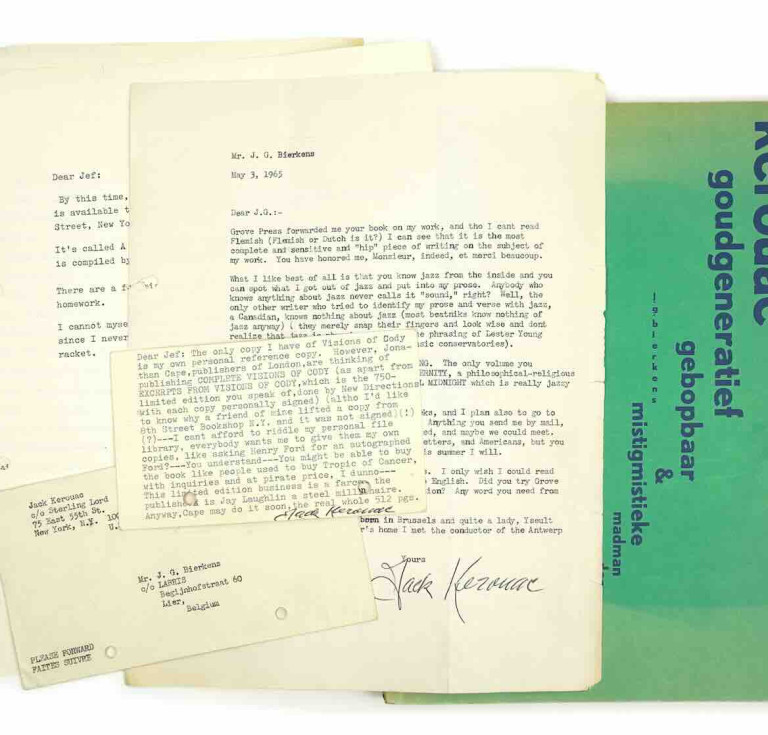 Dear Jef:
By this time,
is available t
Street, New Yo
It's called A
is compiled by
There are a f
homework.
I cannot myse
since I never
racket.
Mr. J. G. Bierkens
May 3, 1965
Dear J.G.:-
Grove Press forwarded me your book on my work, and tho I cant read
Flemish (Flemish or Dutch is it?) I can see that it is the most
complete and sensitive and "hip" piece of writing on the subject of
my work. You have honored me, Monsieur, indeed, et merci beaucoup.
What I like best of all is that you know jazz from the inside and you
can spot what I got out of jazz and put into my prose. Anybody who
knows anything about jazz never calls it "sound," right? Well, the
only other writer who tried to identify my prose and verse with jazz,
a Canadian, knows nothing about jazz (most beatniks know nothing of
jazz anyway) ( they merely snap their fingers and look wise and dont
realize that jazz is
he phrasing of Lester Young
sic conservatories).
NG. The only volume you
ERNITY, a philosophical-religious
MIDNIGHT which is really jazzy
ks, and I plan also to go to
Anything you send me by mail,
ed, and maybe we could meet.
etters, and Americans, but you
is summer I will.
s. I only wish I could read
English. Did you try Grove
ion? Any word you need from
born in Brussels and quite a lady, Yseult
r's home I met the conductor of the Antwerp
Yours
Jack Kerouac
Dear Jef: The only copy I have of Visions of Cody
is my own personal reference copy. However, Jona-
than Cape,publishers of London,are thinking of
publishing COMPLETE VISIONS OF CODY (as apart from
EXCERPTS FROM VISIONS OF CODY,which is the 750-
limited edition you speak of,done by New Directions
with each copy personally signed) (altho I'd like
to know why a friend of mine lifted a copy from
8th Street Bookshop N.Y. and it was not signed)(!)
(?)---I cant afford to riddle my personal file
library, everybody wants me to give them my own
copies, like asking Henry Ford for an autographed
Ford?---You understand---You might be able to buy
the book like people used to buy Tropic of Cancer,
with inquiries and at pirate price, I dunno---
This limited edition business is a farce, the
publisher is Jay Laughlin a steel millionaire.
Anyway,Cape may do it soon,the real whole 512 pgs.
Jack Kerouac
Jack Kerouac
c/o Sterling Lord
75 East 55th St.
New York, N.Y. 100
U.
Mr. J. G. Bierkens
c/o LABRIS
Begijnhofstraat 60
Lier,
Belgium
PLEASE FORWARD
FAITES SUIVRE
kerouac
goudgeneratief
gebopbaar
&
mistigmistieke
madman
j.g.bierkens